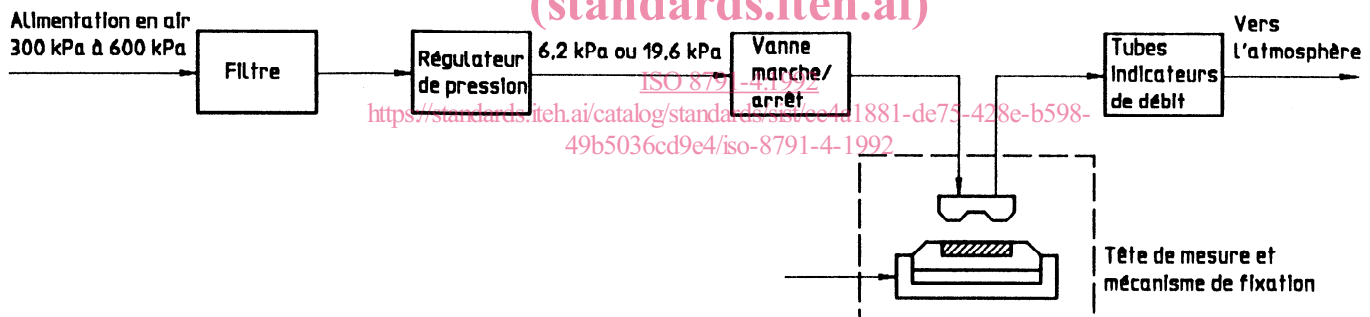 (standards.iteh.ai)
Alimentation en air
300 kPa à 600 kPa
Filtre
Régulateur
de pression
6,2 kPa ou 19,6 kPa
Vanne
marche/
arrêt
Tubes
indicateurs
de débit
Vers
l'atmosphère
ISO 8791-4:1992
https://standards.iteh.ai/catalog/standards/sist/ee4a1881-de75-428e-b598-
49b5036cd9e4/iso-8791-4-1992
Tête de mesure et
mécanisme de fixation